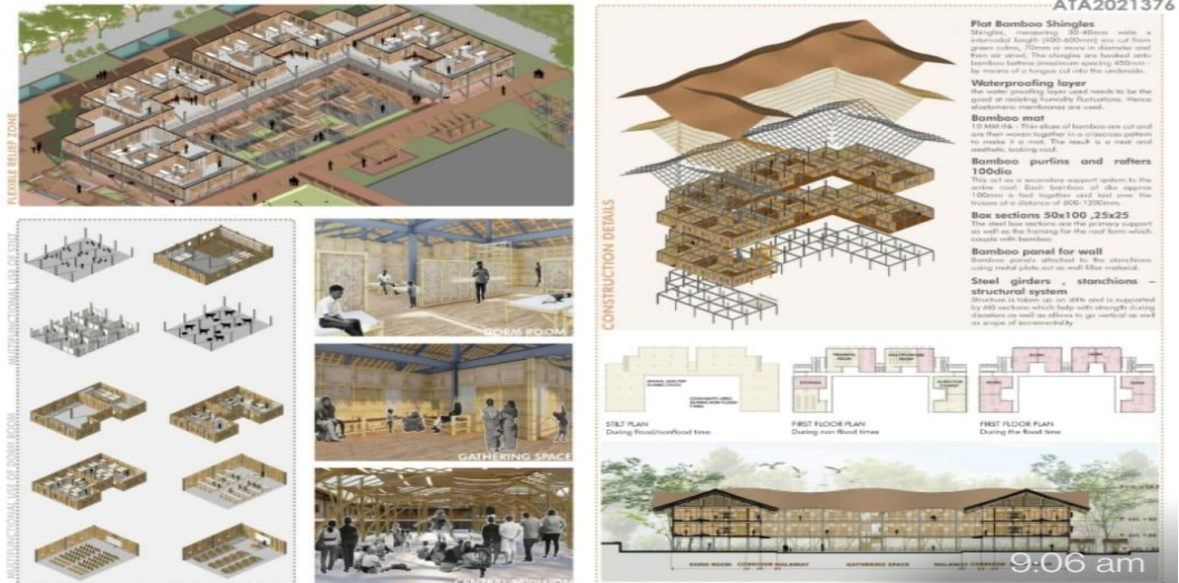 ATA2021376
FLEXIBLE RELIEF ZONE
MULTIFUNCTIONAL USE OF STILT
MULTIFUNCTIONAL USE OF DORM ROOM
DORM ROOM
GATHERING SPACE
CONSTRUCTION DETAILS
Flat Bamboo Shingles
Shingles, measuring 30-40mm wide x
internodal length (400-600mm) are cut from
green culms, 70mm or more in diameter and
then air dried. The shingles are hooked onto
bamboo battens (maximum spacing 450mm -
by means of a tongue cut into the underside.
Waterproofing layer
the water proofing layer used needs to be the
good at resisting humidity fluctuations. Hence
elastomeric membranes are used.
Bamboo mat
10 MM thk - Thin slices of bamboo are cut and
are then woven together in a crisscross pattern
to make it a mat. The result is a neat and
aesthetic looking roof.
Bamboo purlins and rafters
100dia
This act as a secondary support system to the
entire roof. Each bamboo of dia approx
100mm is tied together and laid over the
trusses at a distance of 600-1200mm.
Box sections 50x100 ,25x25
The steel box sections are the primary support
as well as the framing for the roof form which
couple with bamboo
Bamboo panel for wall
Bamboo panels attached to the stanchions
using metal plate act as wall filler material.
Steel girders , stanchions -
structural system
Structure is taken up on stilts and is supported
by MS sections which help with strength during
disasters as well as allows to go vertical as well
as scope of incrementality.
STILT PLAN
During flood/nonflood time
FIRST FLOOR PLAN
During non flood times
FIRST FLOOR PLAN
During the flood time
DORM ROOM CORRIDOR WALKWAY GATHERING SPACE WALKWAY
9:06 am